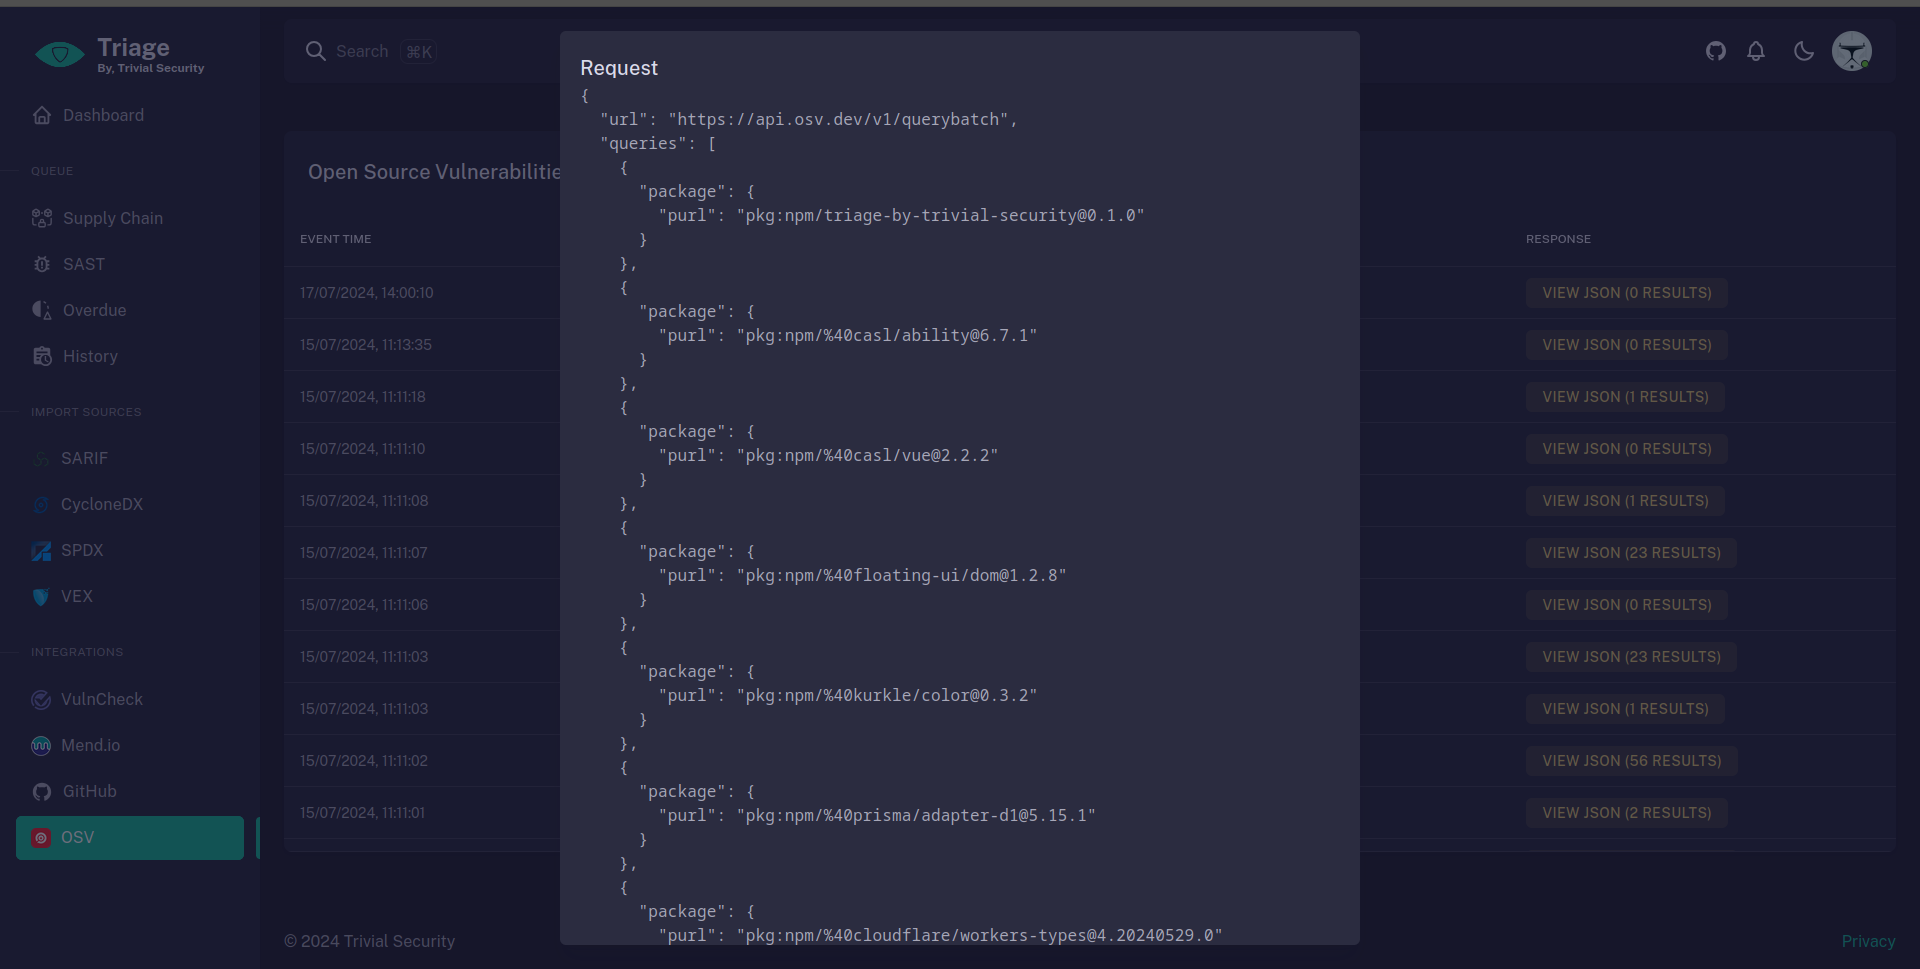 Triage
By, Trivial Security
Dashboard
QUEUE
Supply Chain
SAST
Overdue
History
IMPORT SOURCES
SARIF
CycloneDX
SPDX
VEX
INTEGRATIONS
VulnCheck
Mend.io
GitHub
OSV
Search ⌘K
Open Source Vulnerabilitie
EVENT TIME
RESPONSE
17/07/2024, 14:00:10
VIEW JSON (0 RESULTS)
15/07/2024, 11:13:35
VIEW JSON (0 RESULTS)
15/07/2024, 11:11:18
VIEW JSON (1 RESULTS)
15/07/2024, 11:11:10
VIEW JSON (0 RESULTS)
15/07/2024, 11:11:08
VIEW JSON (1 RESULTS)
15/07/2024, 11:11:07
VIEW JSON (23 RESULTS)
15/07/2024, 11:11:06
VIEW JSON (0 RESULTS)
15/07/2024, 11:11:03
VIEW JSON (23 RESULTS)
15/07/2024, 11:11:03
VIEW JSON (1 RESULTS)
15/07/2024, 11:11:02
VIEW JSON (56 RESULTS)
15/07/2024, 11:11:01
VIEW JSON (2 RESULTS)
Request
{
"url": "https://api.osv.dev/v1/querybatch",
"queries": [
{
"package": {
"purl": "pkg:npm/triage-by-trivial-security@0.1.0"
}
},
{
"package": {
"purl": "pkg:npm/%40casl/ability@6.7.1"
}
},
{
"package": {
"purl": "pkg:npm/%40casl/vue@2.2.2"
}
},
{
"package": {
"purl": "pkg:npm/%40floating-ui/dom@1.2.8"
}
},
{
"package": {
"purl": "pkg:npm/%40kurkle/color@0.3.2"
}
},
{
"package": {
"purl": "pkg:npm/%40prisma/adapter-d1@5.15.1"
}
},
{
"package": {
"purl": "pkg:npm/%40cloudflare/workers-types@4.20240529.0"
© 2024 Trivial Security
Privacy